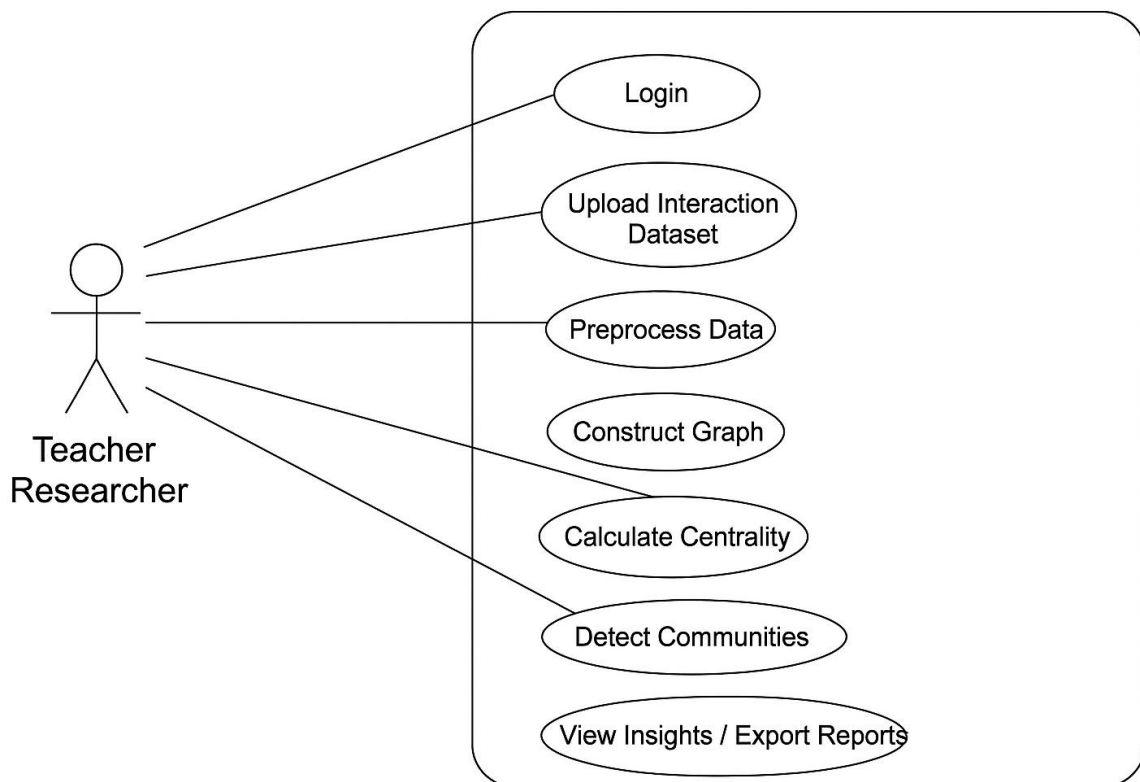 Login
Upload Interaction
Dataset
Preprocess Data
Construct Graph
Calculate Centrality
Detect Communities
View Insights / Export Reports
Teacher
Researcher